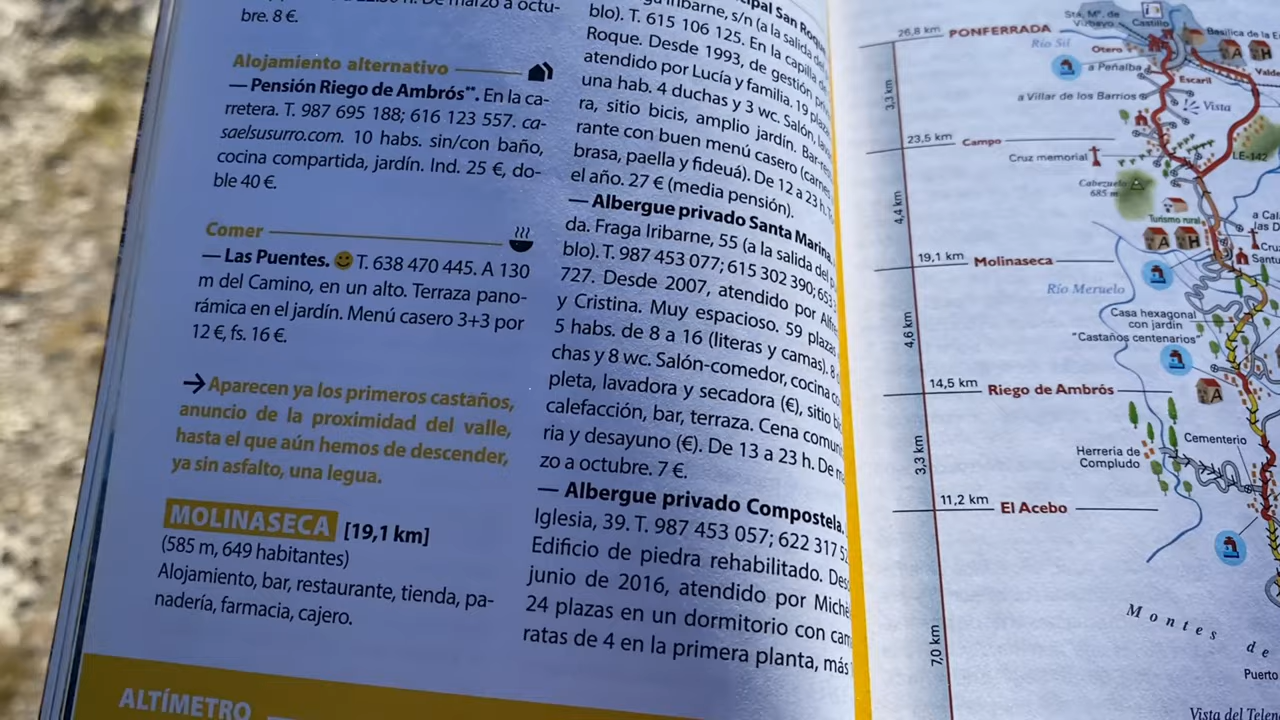 bre. 8 €.
Alojamiento alternativo
— Pensión Riego de Ambrós**. En la ca-
rretera. T. 987 695 188; 616 123 557. ca-
saelsusurro.com. 10 habs. sin/con baño,
cocina compartida, jardín. Ind. 25 €, do-
ble 40 €.
Comer
— Las Puentes. T. 638 470 445. A 130
m del Camino, en un alto. Terraza pano-
rámica en el jardín. Menú casero 3+3 por
12 €, fs. 16 €.
→ Aparecen ya los primeros castaños,
anuncio de la proximidad del valle,
hasta el que aún hemos de descender,
ya sin asfalto, una legua.
MOLINASECA [19,1 km]
(585 m, 649 habitantes)
Alojamiento, bar, restaurante, tienda, pa-
nadería, farmacia, cajero.
ALTÍMETRO
Iribarne, s/n (a la salida del
blo). T. 615 106 125. En la capilla
Roque. Desde 1993, de gestión
atendido por Lucía y familia. 19
una hab. 4 duchas y 3 wc. Salón,
ra, sitio bicis, amplio jardín. Bar-
rante con buen menú casero (carnes
brasa, paella y fideuá). De 12 a 23 h.
el año. 27 € (media pensión).
— Albergue privado Santa Marina.
da. Fraga Iribarne, 55 (a la salida del
blo). T. 987 453 077; 615 302 390;
727. Desde 2007, atendido por
y Cristina. Muy espacioso. 59 plazas
5 habs. de 8 a 16 (literas y camas).
chas y 8 wc. Salón-comedor, cocina
pleta, lavadora y secadora (€), sitio
calefacción, bar, terraza. Cena
ria y desayuno (€). De 13 a 23 h. De
zo a octubre. 7 €.
— Albergue privado Compostela.
Iglesia, 39. T. 987 453 057; 622 317
Edificio de piedra rehabilitado.
junio de 2016, atendido por
24 plazas en un dormitorio con
ratas de 4 en la primera planta, más
Sta. Mª. de
Vizbayo
Castillo
26,8 km PONFERRADA
Basílica de la
Río Sil
Otero
a Peñalba
A H
Escaril
3,3 km
a Villar de los Barrios
Vista
23,5 km Campo
LE-142
Cruz memorial
Cabezuelo
685 m
4,4 km
Turismo rural
A H
19,1 km Molinaseca
Río Meruelo
Casa hexagonal
con jardín
"Castaños centenarios"
4,6 km
14,5 km Riego de Ambrós
A
Cementerio
Herrería de
Compludo
3,3 km
11,2 km El Acebo
Montes de
7,0 km
Puerto
Vista del